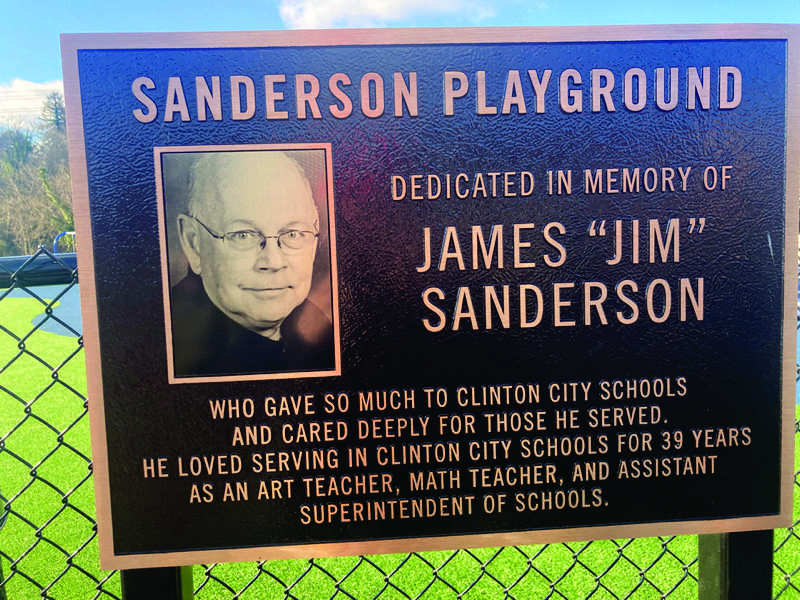 SANDERSON PLAYGROUND
DEDICATED IN MEMORY OF
JAMES “JIM”
SANDERSON
WHO GAVE SO MUCH TO CLINTON CITY SCHOOLS
AND CARED DEEPLY FOR THOSE HE SERVED.
HE LOVED SERVING IN CLINTON CITY SCHOOLS FOR 39 YEARS
AS AN ART TEACHER, MATH TEACHER, AND ASSISTANT
SUPERINTENDENT OF SCHOOLS.